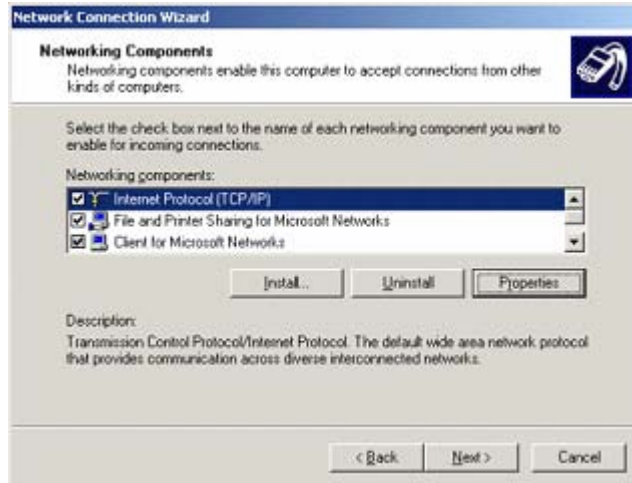 Network Connection Wizard
Networking Components
Networking components enable this computer to accept connections from other
kinds of computers.
Select the check box next to the name of each networking component you want to
enable for incoming connections.
Networking components:
Internet Protocol (TCP/IP)
File and Printer Sharing for Microsoft Networks
Client for Microsoft Networks
Install...
Uninstall
Properties
Description:
Transmission Control Protocol/Internet Protocol. The default wide area network protocol
that provides communication across diverse interconnected networks.
< Back
Next >
Cancel